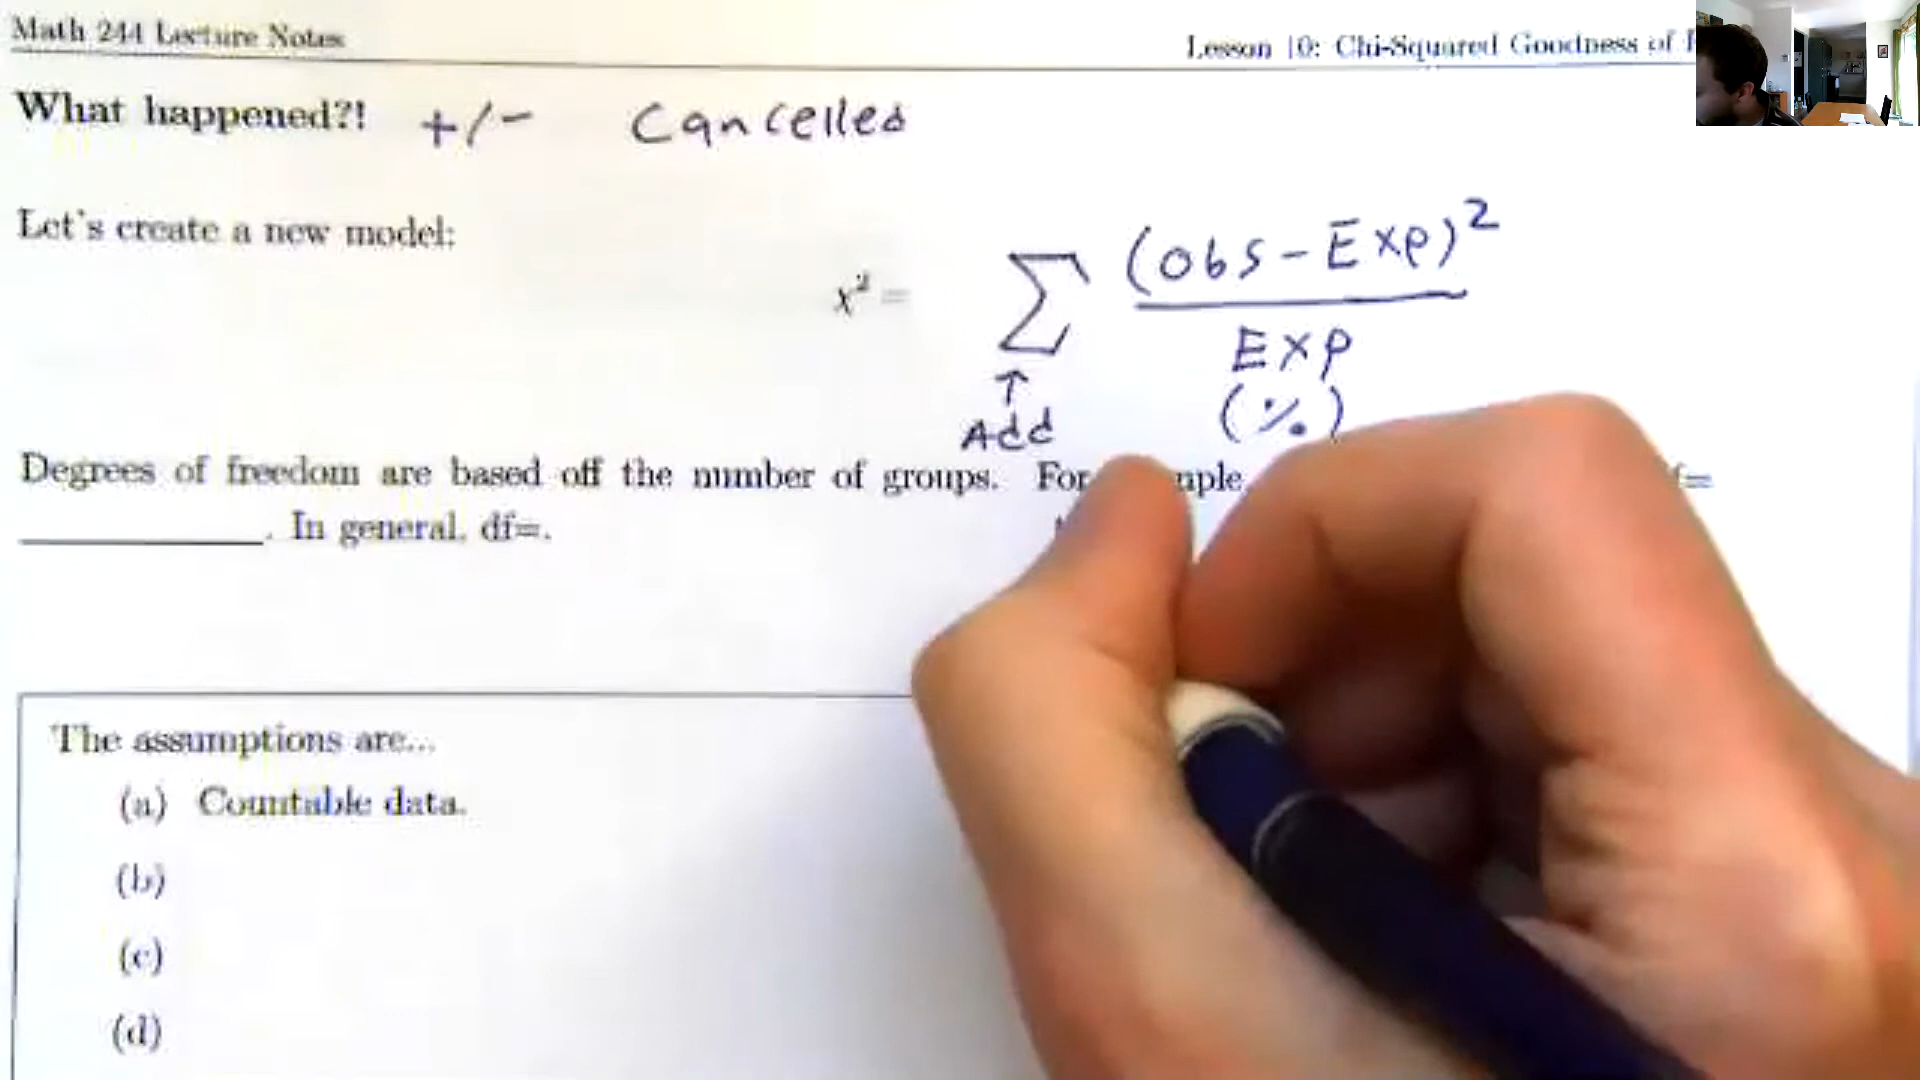 Math 244 Lecture Notes
Lesson 10: Chi-Squared Goodness of
What happened?! +/- Cancelled
Let's create a new model:
x² = Σ (Obs - Exp)² / Exp
↑ (%)
Add
Degrees of freedom are based off the number of groups. For
____________. In general, df=.
The assumptions are...
(a) Countable data.
(b)
(c)
(d)